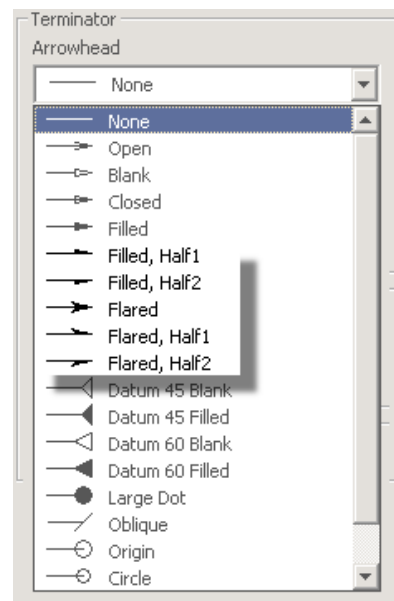 Terminator
Arrowhead
None
None
Open
Blank
Closed
Filled
Filled, Half1
Filled, Half2
Flared
Flared, Half1
Flared, Half2
Datum 45 Blank
Datum 45 Filled
Datum 60 Blank
Datum 60 Filled
Large Dot
Oblique
Origin
Circle